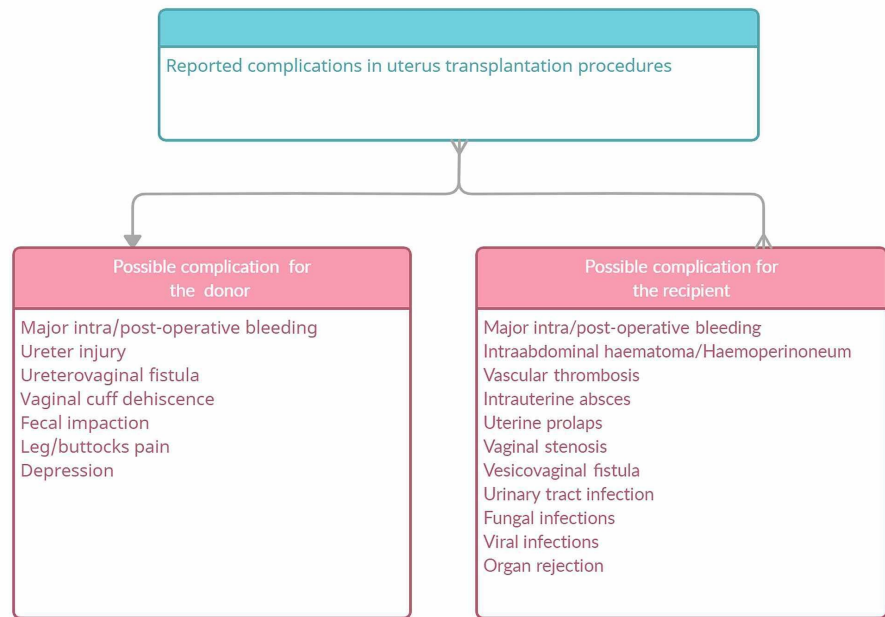 Reported complications in uterus transplantation procedures
Possible complication for
the donor
Major intra/post-operative bleeding
Ureter injury
Ureterovaginal fistula
Vaginal cuff dehiscence
Fecal impaction
Leg/buttocks pain
Depression
Possible complication for
the recipient
Major intra/post-operative bleeding
Intraabdominal haematoma/Haemoperinoneum
Vascular thrombosis
Intrauterine absces
Uterine prolaps
Vaginal stenosis
Vesicovaginal fistula
Urinary tract infection
Fungal infections
Viral infections
Organ rejection